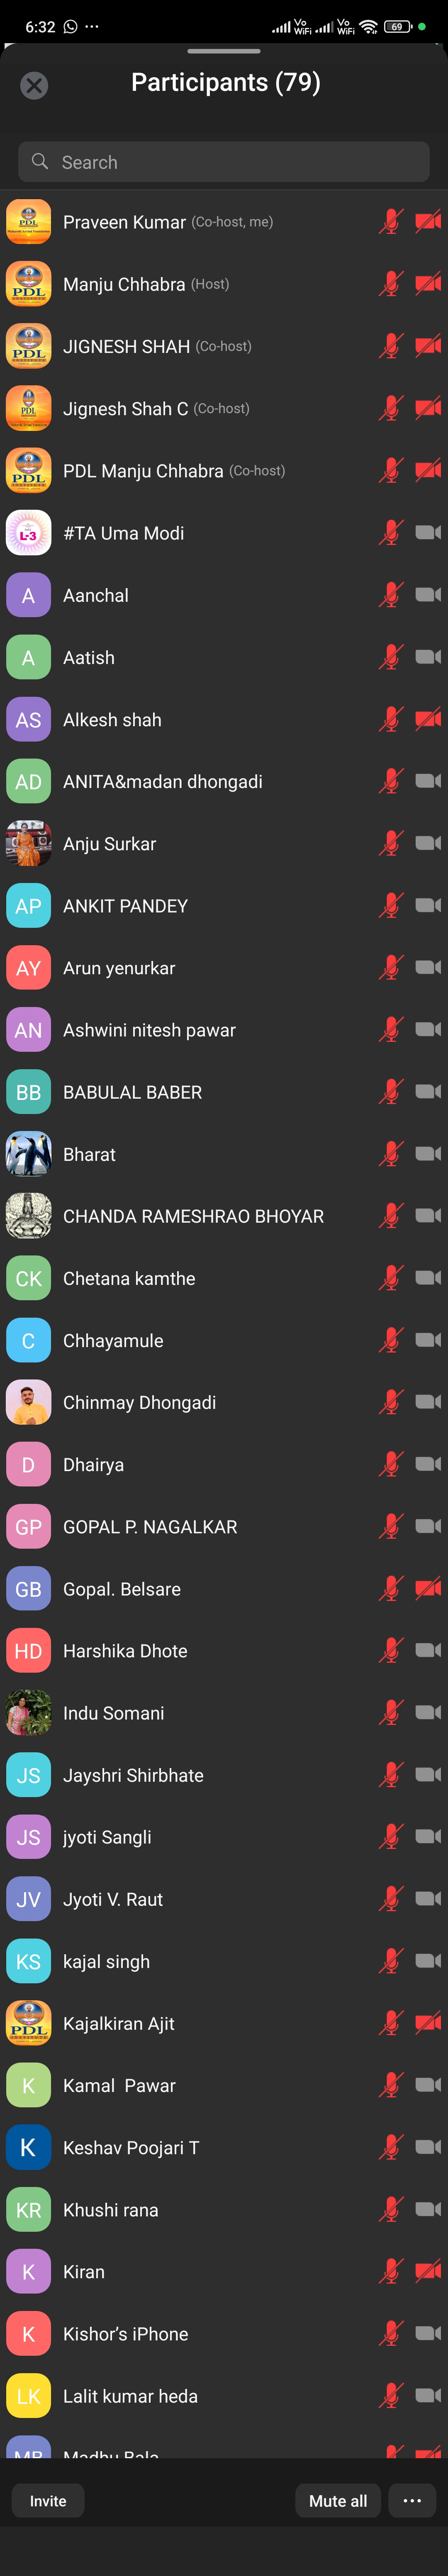 6:32
Vo WiFi
Vo WiFi
69
Participants (79)
Search
PDL
Praveen Kumar (Co-host, me)
PDL
Manju Chhabra (Host)
PDL
JIGNESH SHAH (Co-host)
PDL
Jignesh Shah C (Co-host)
PDL
PDL Manju Chhabra (Co-host)
L-3
#TA Uma Modi
A Aanchal
A Aatish
AS Alkesh shah
AD ANITA&madan dhongadi
Anju Surkar
AP ANKIT PANDEY
AY Arun yenurkar
AN Ashwini nitesh pawar
BB BABULAL BABER
Bharat
CHANDA RAMESHRAO BHOYAR
CK Chetana kamthe
C Chhayamule
Chinmay Dhongadi
D Dhairya
GP GOPAL P. NAGALKAR
GB Gopal. Belsare
HD Harshika Dhote
Indu Somani
JS Jayshri Shirbhate
JS jyoti Sangli
JV Jyoti V. Raut
KS kajal singh
PDL
Kajalkiran Ajit
K Kamal  Pawar
K Keshav Poojari T
KR Khushi rana
K Kiran
K Kishor’s iPhone
LK Lalit kumar heda
MB Madhu Bala
Invite
Mute all